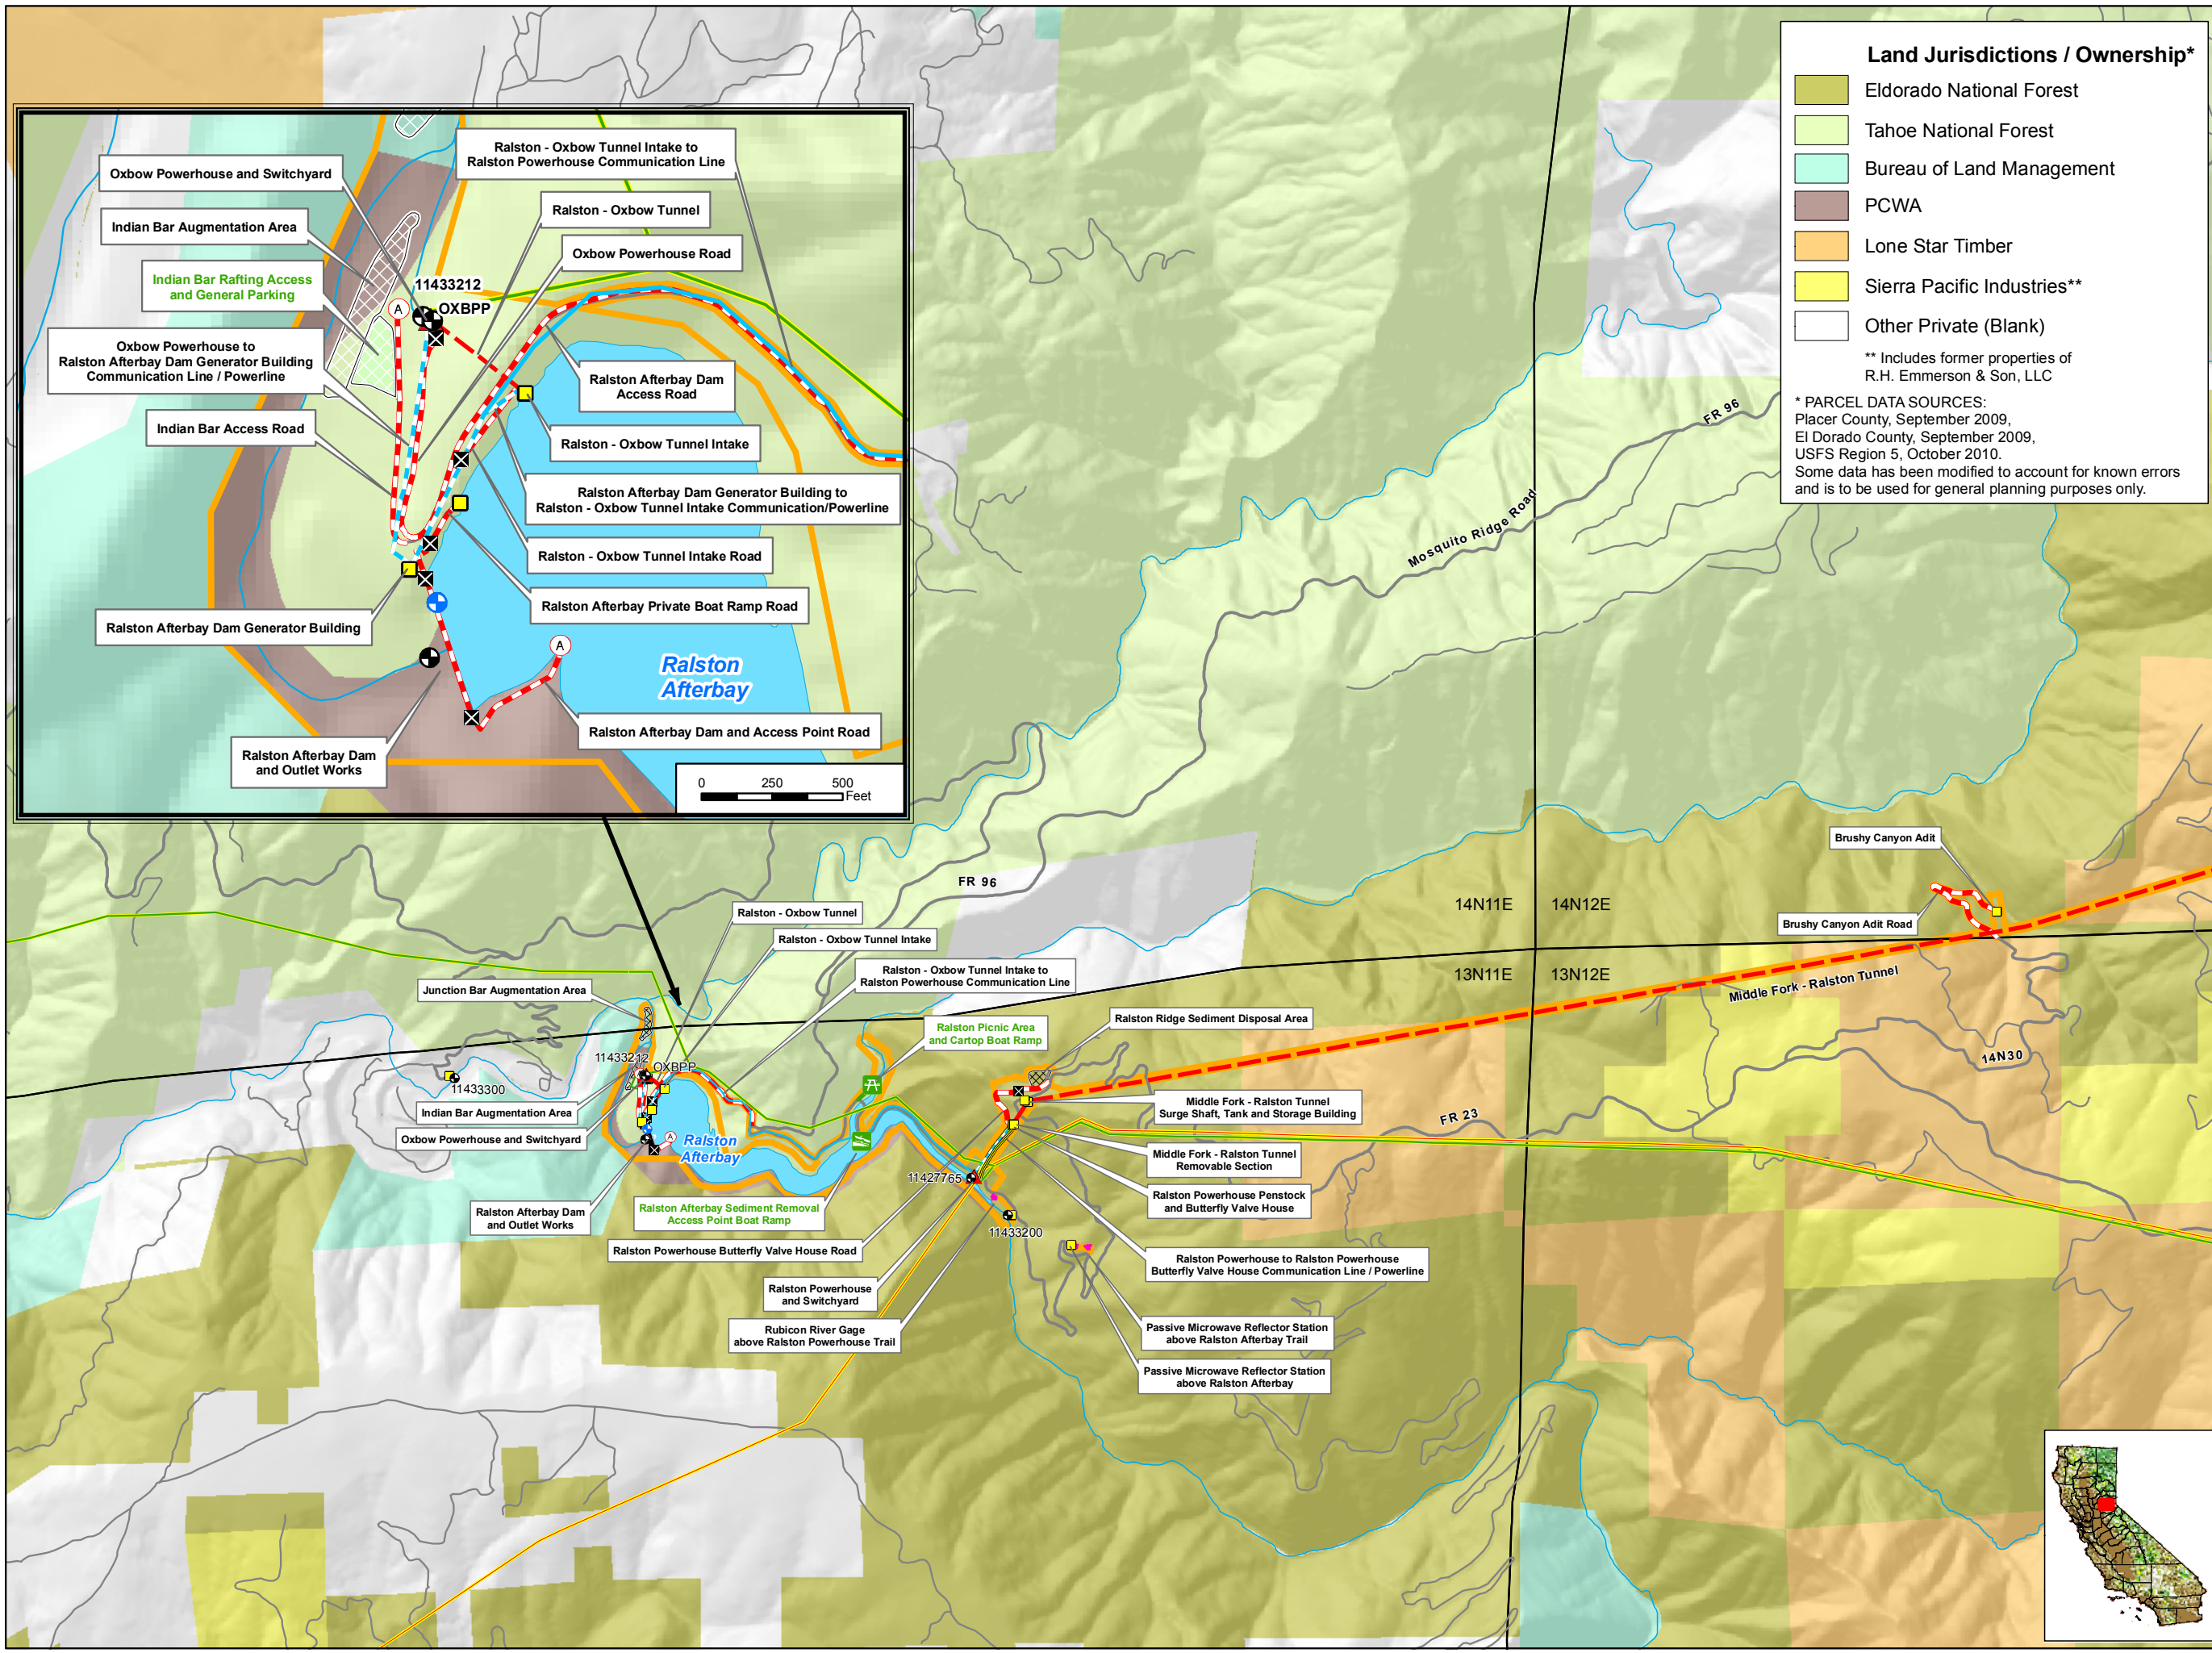 Land Jurisdictions / Ownership*
Eldorado National Forest
Tahoe National Forest
Bureau of Land Management
PCWA
Lone Star Timber
Sierra Pacific Industries**
Other Private (Blank)
** Includes former properties of
R.H. Emmerson & Son, LLC
* PARCEL DATA SOURCES:
Placer County, September 2009,
El Dorado County, September 2009,
USFS Region 5, October 2010.
Some data has been modified to account for known errors
and is to be used for general planning purposes only.
Ralston - Oxbow Tunnel Intake to
Ralston Powerhouse Communication Line
Oxbow Powerhouse and Switchyard
Ralston - Oxbow Tunnel
Indian Bar Augmentation Area
Oxbow Powerhouse Road
Indian Bar Rafting Access
and General Parking
11433212
OXBPP
A
Oxbow Powerhouse to
Ralston Afterbay Dam Generator Building
Communication Line / Powerline
Ralston Afterbay Dam
Access Road
Indian Bar Access Road
Ralston - Oxbow Tunnel Intake
Ralston Afterbay Dam Generator Building to
Ralston - Oxbow Tunnel Intake Communication/Powerline
Ralston - Oxbow Tunnel Intake Road
Ralston Afterbay Private Boat Ramp Road
Ralston Afterbay Dam Generator Building
A
Ralston
Afterbay
Ralston Afterbay Dam and Access Point Road
Ralston Afterbay Dam
and Outlet Works
0 250 500
Feet
FR 96
Mosquito Ridge Road
FR 96
Brushy Canyon Adit
14N11E 14N12E
Brushy Canyon Adit Road
13N11E 13N12E
Middle Fork - Ralston Tunnel
Ralston - Oxbow Tunnel
Ralston - Oxbow Tunnel Intake
Ralston - Oxbow Tunnel Intake to
Ralston Powerhouse Communication Line
Junction Bar Augmentation Area
Ralston Ridge Sediment Disposal Area
Ralston Picnic Area
and Cartop Boat Ramp
11433212
OXBPP
11433300
14N30
Indian Bar Augmentation Area
Middle Fork - Ralston Tunnel
Surge Shaft, Tank and Storage Building
FR 23
Oxbow Powerhouse and Switchyard
A
Ralston
Afterbay
Middle Fork - Ralston Tunnel
Removable Section
11427765
Ralston Powerhouse Penstock
and Butterfly Valve House
Ralston Afterbay Dam
and Outlet Works
Ralston Afterbay Sediment Removal
Access Point Boat Ramp
11433200
Ralston Powerhouse Butterfly Valve House Road
Ralston Powerhouse to Ralston Powerhouse
Butterfly Valve House Communication Line / Powerline
Ralston Powerhouse
and Switchyard
Rubicon River Gage
above Ralston Powerhouse Trail
Passive Microwave Reflector Station
above Ralston Afterbay Trail
Passive Microwave Reflector Station
above Ralston Afterbay